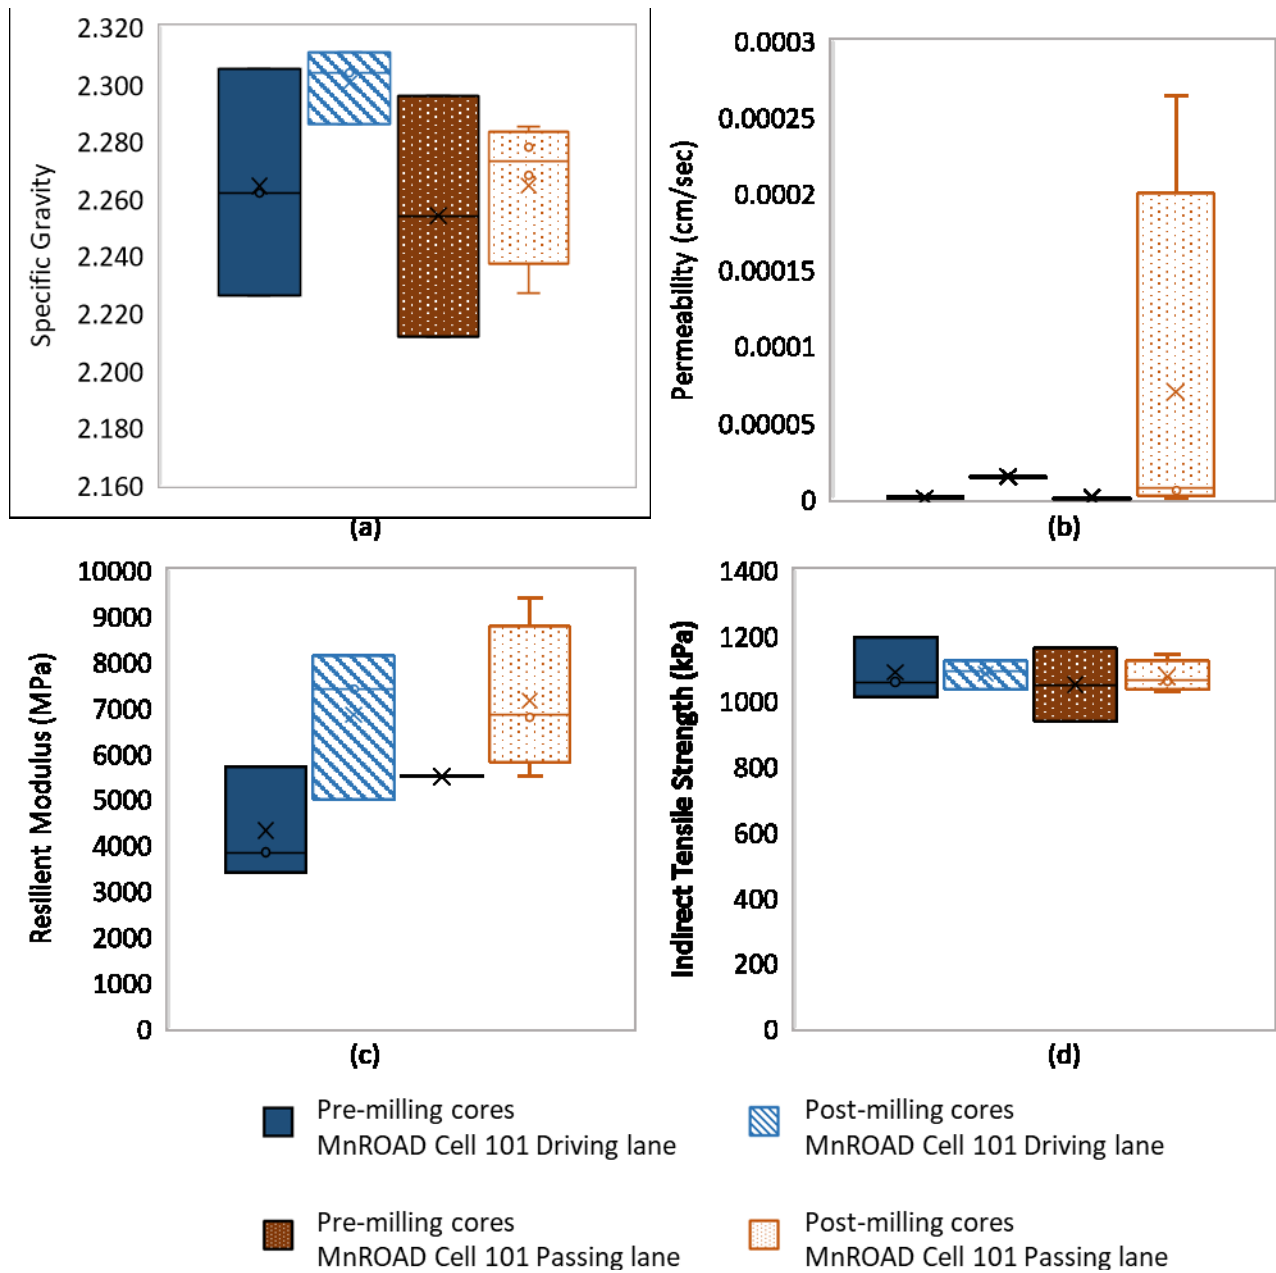 Specific Gravity
2.320
2.300
2.280
2.260
2.240
2.220
2.200
2.180
2.160
(a)
Permeability (cm/sec)
0.0003
0.00025
0.0002
0.00015
0.0001
0.00005
0
(b)
Resilient Modulus (MPa)
10000
9000
8000
7000
6000
5000
4000
3000
2000
1000
0
(c)
Indirect Tensile Strength (kPa)
1400
1200
1000
800
600
400
200
0
(d)
Pre-milling cores
MnROAD Cell 101 Driving lane
Post-milling cores
MnROAD Cell 101 Driving lane
Pre-milling cores
MnROAD Cell 101 Passing lane
Post-milling cores
MnROAD Cell 101 Passing lane